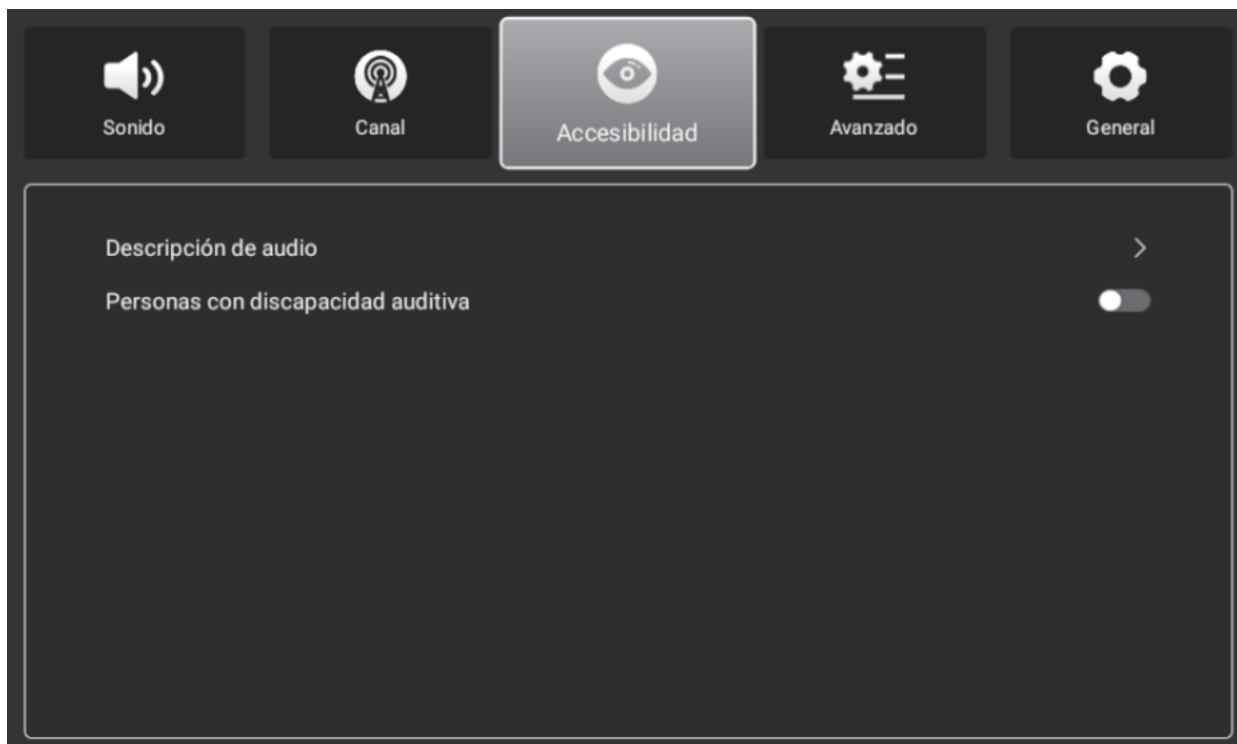 Sonido
Canal
Accesibilidad
Avanzado
General
Descripción de audio
Personas con discapacidad auditiva